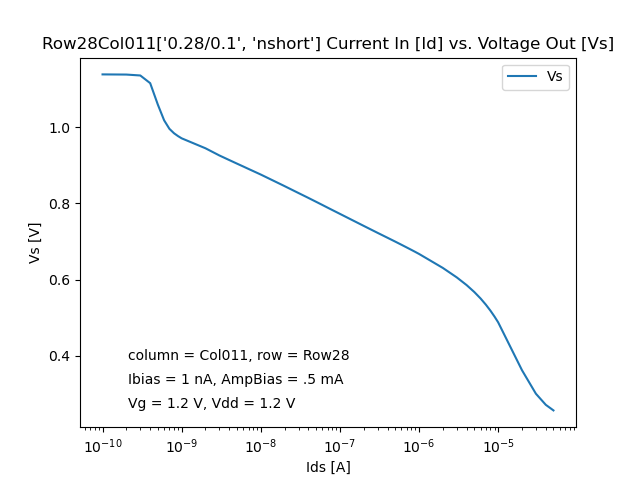 Row28Col011['0.28/0.1', 'nshort'] Current In [Id] vs. Voltage Out [Vs]
Vs
1.0
0.8
0.6
0.4
Vs [V]
column = Col011, row = Row28
Ibias = 1 nA, AmpBias = .5 mA
Vg = 1.2 V, Vdd = 1.2 V
10⁻¹⁰ 10⁻⁹ 10⁻⁸ 10⁻⁷ 10⁻⁶ 10⁻⁵
Ids [A]